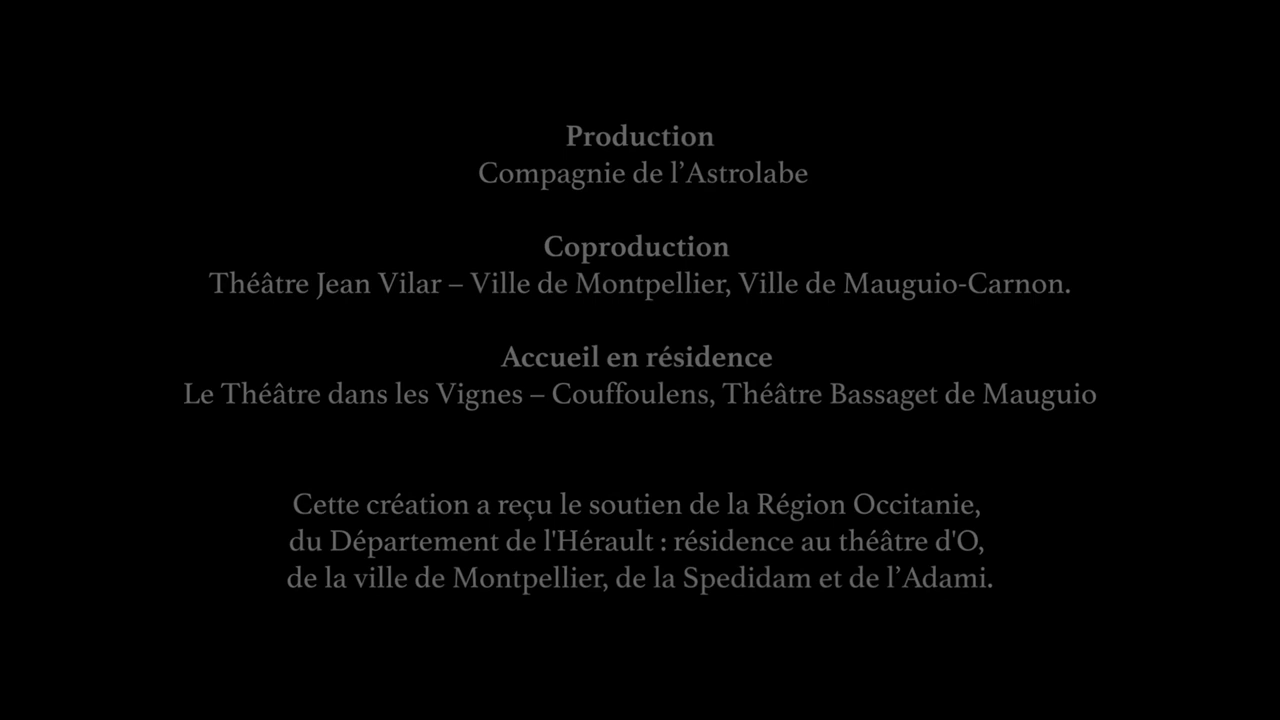 Production
Compagnie de l’Astrolabe
Coproduction
Théâtre Jean Vilar – Ville de Montpellier, Ville de Mauguio-Carnon.
Accueil en résidence
Le Théâtre dans les Vignes – Couffoulens, Théâtre Bassaget de Mauguio
Cette création a reçu le soutien de la Région Occitanie,
du Département de l'Hérault : résidence au théâtre d'O,
de la ville de Montpellier, de la Spedidam et de l’Adami.